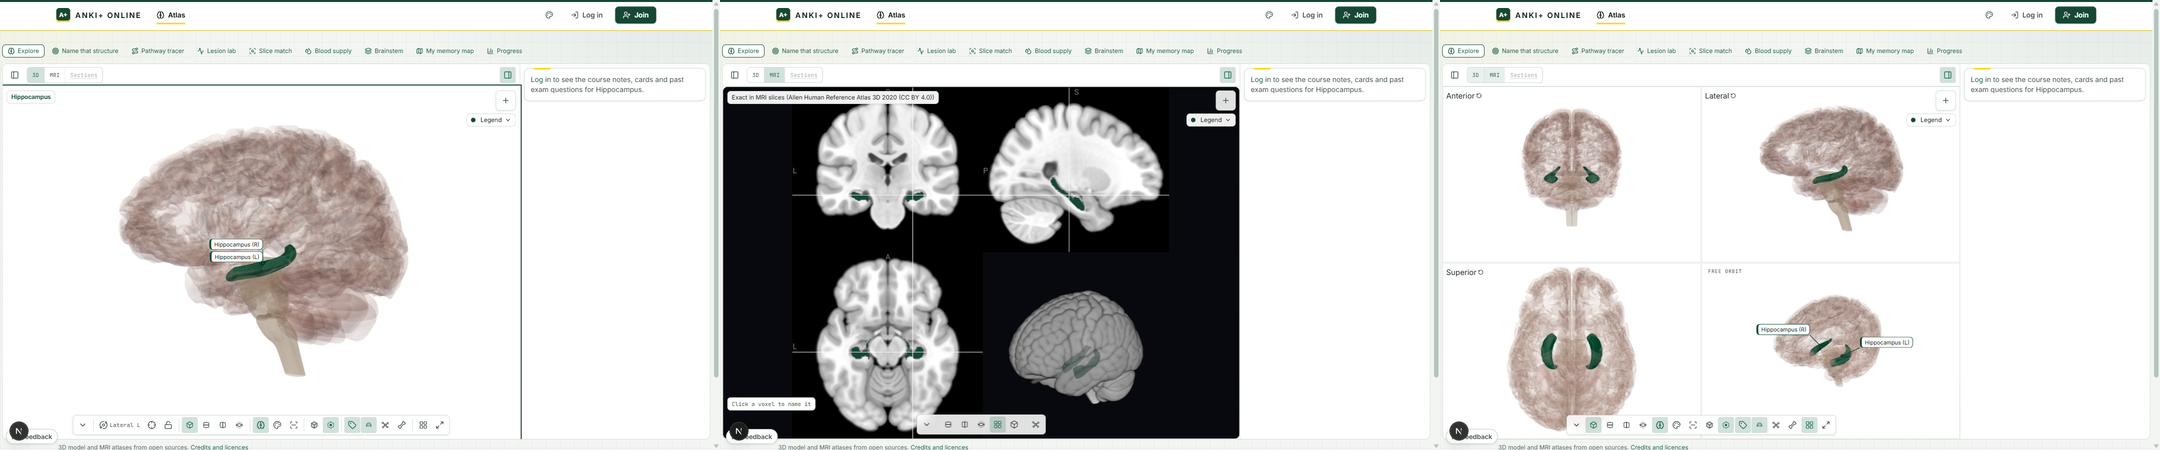 A+ ANKI+ ONLINE Atlas Log in Join
Explore Name that structure Pathway tracer Lesion lab Slice match Blood supply Brainstem My memory map Progress
3D MRI Sections
Hippocampus
Legend
Hippocampus (R)
Hippocampus (L)
Lateral L
N
eedback
3D model and MRI atlases from open sources. Credits and licences
Log in to see the course notes, cards and past
exam questions for Hippocampus.
A+ ANKI+ ONLINE Atlas Log in Join
Explore Name that structure Pathway tracer Lesion lab Slice match Blood supply Brainstem My memory map Progress
3D MRI Sections
Exact in MRI slices (Allen Human Reference Atlas 3D 2020 (CC BY 4.0))
S
Legend
L
P
A
L
Click a voxel to name it
N
eedback
3D model and MRI atlases from open sources. Credits and licences
Log in to see the course notes, cards and past
exam questions for Hippocampus.
A+ ANKI+ ONLINE Atlas Log in Join
Explore Name that structure Pathway tracer Lesion lab Slice match Blood supply Brainstem My memory map Progress
3D MRI Sections
Anterior
Lateral
Legend
Superior
FREE ORBIT
Hippocampus (R)
Hippocampus (L)
N
eedback
3D model and MRI atlases from open sources. Credits and licences
Log in to see the course notes, cards and past
exam questions for Hippocampus.